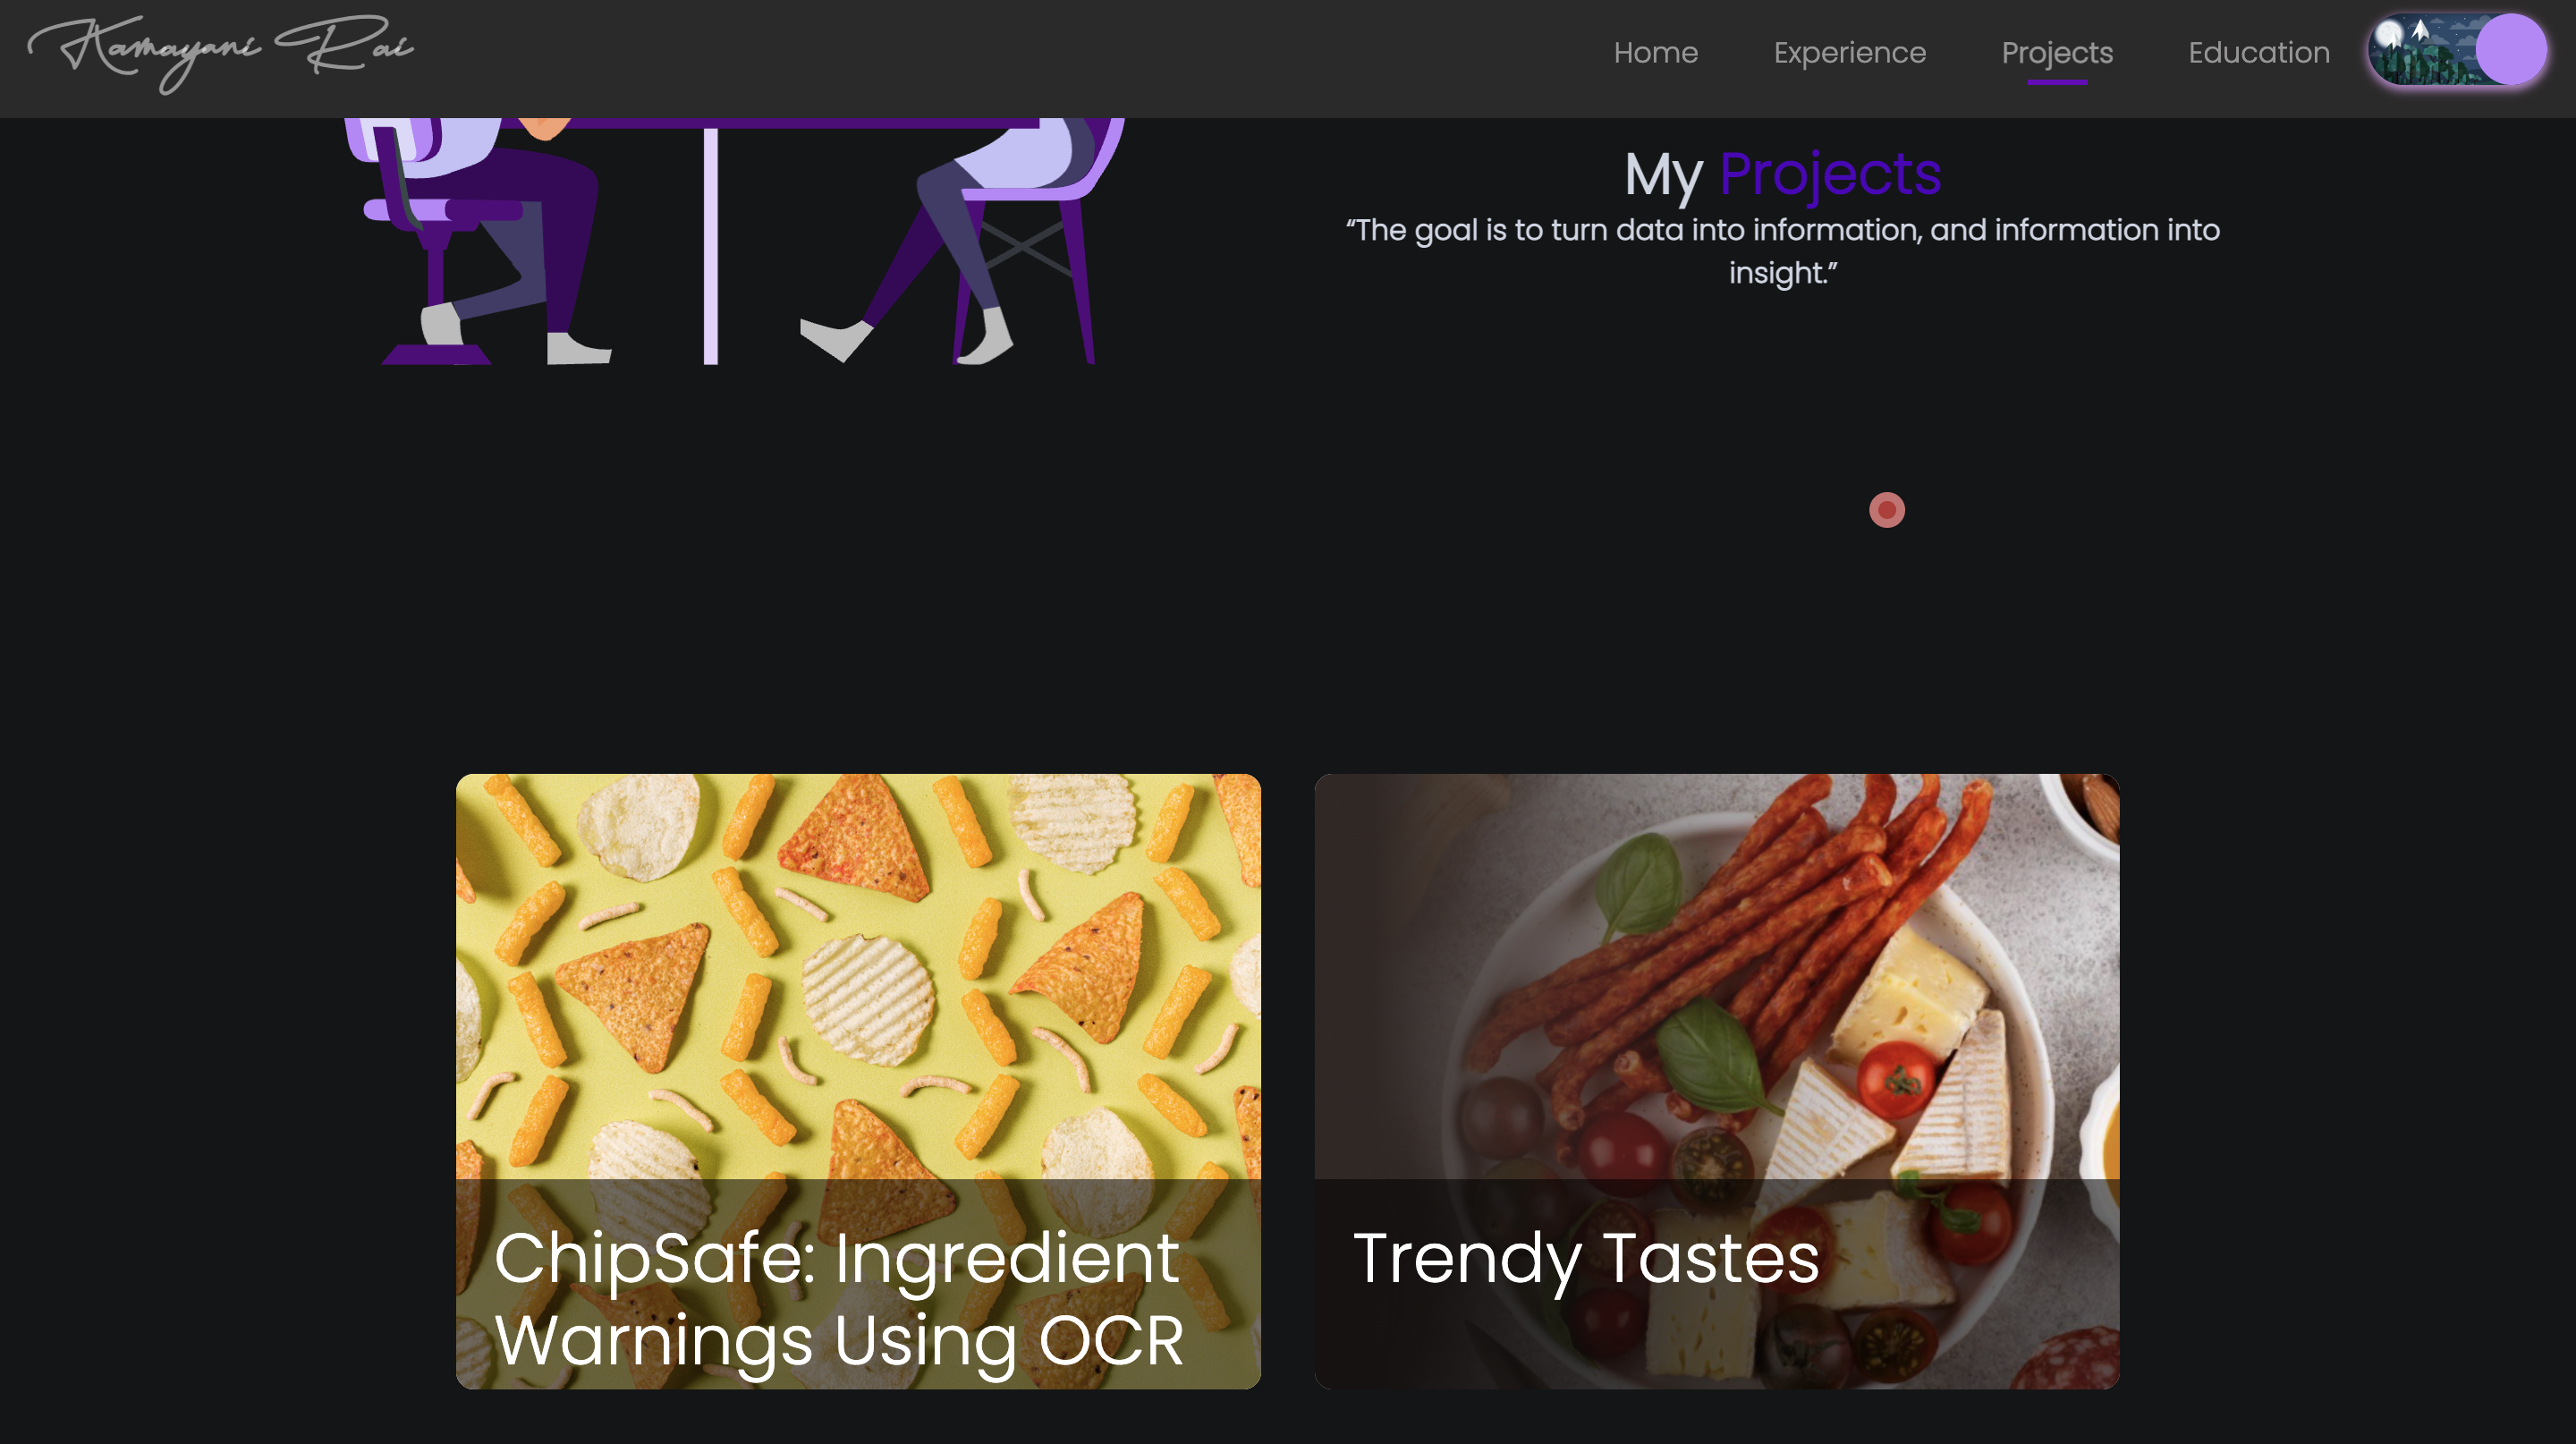 Kamayani Rai
Home Experience Projects Education
My Projects
“The goal is to turn data into information, and information into
insight.”
ChipSafe: Ingredient
Warnings Using OCR
Trendy Tastes